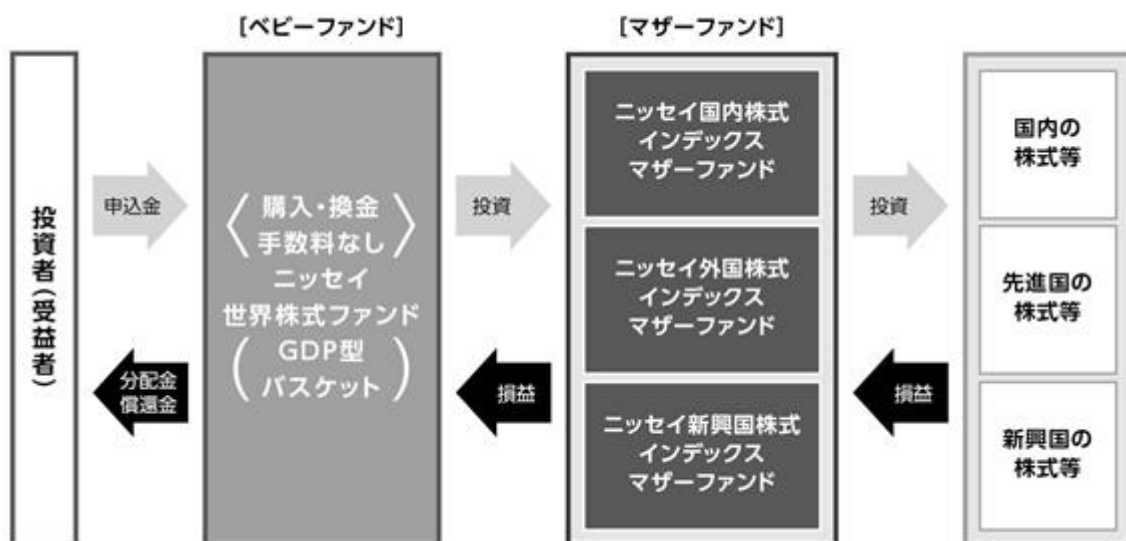 [ベビーファンド]
[マザーファンド]
投資者(受益者)
申込金
分配金
償還金
〈購入・換金
手数料なし〉
ニッセイ
世界株式ファンド
(GDP型
バスケット)
投資
損益
ニッセイ国内株式
インデックス
マザーファンド
ニッセイ外国株式
インデックス
マザーファンド
ニッセイ新興国株式
インデックス
マザーファンド
投資
損益
国内の
株式等
先進国の
株式等
新興国の
株式等